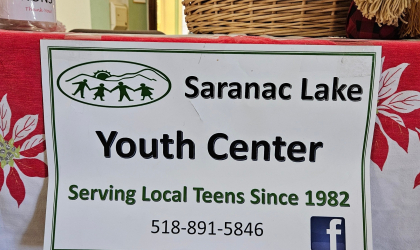 Saranac Lake
Youth Center
Serving Local Teens Since 1982
518-891-5846
f